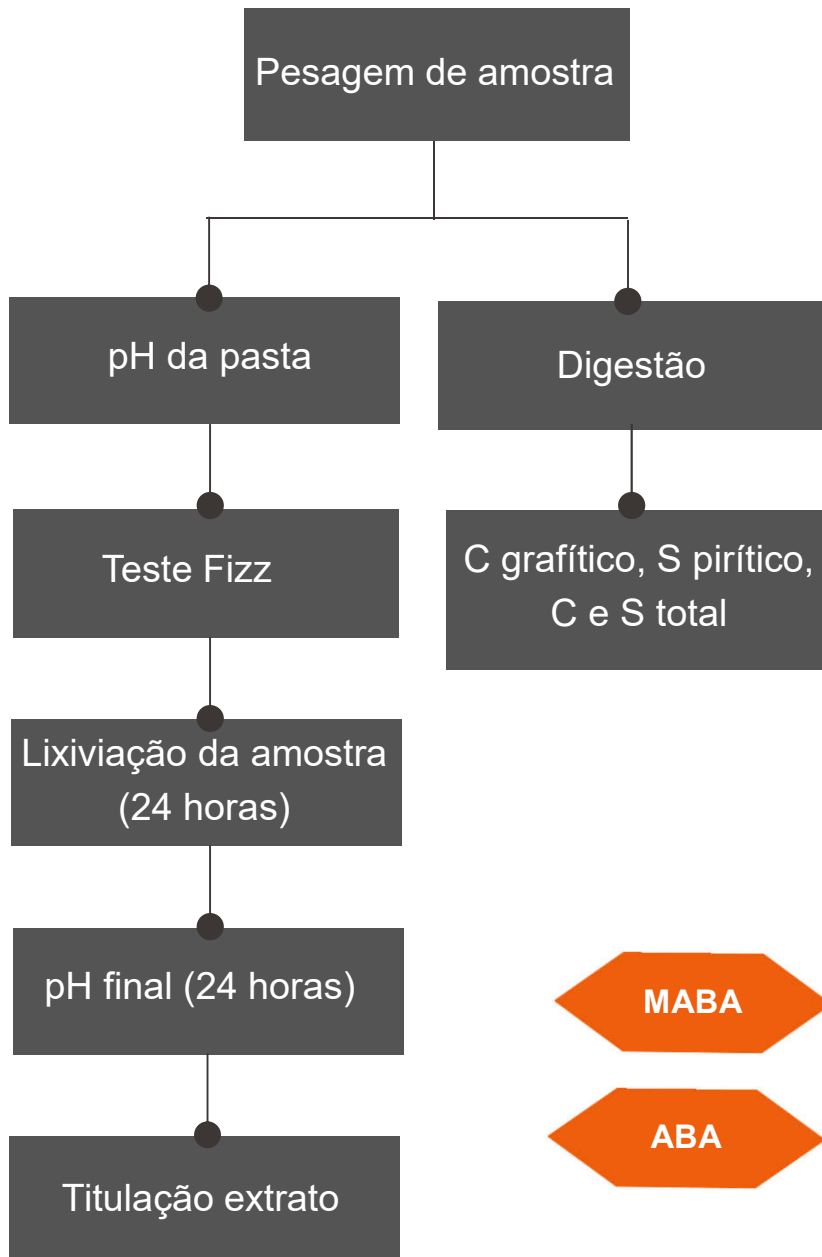 Pesagem de amostra
pH da pasta
Digestão
Teste Fizz
C grafítico, S pirítico,
C e S total
Lixiviação da amostra
(24 horas)
pH final (24 horas)
MABA
ABA
Titulação extrato